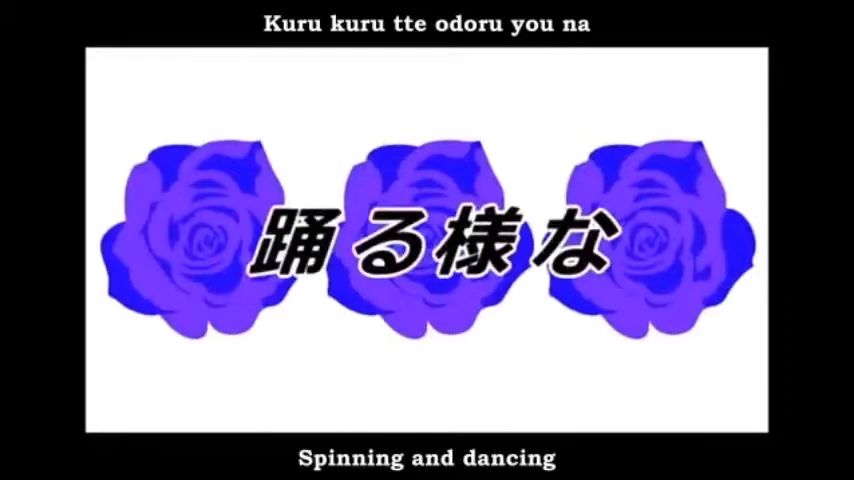 Kuru kuru tte odoru you na
踊る様な
Spinning and dancing